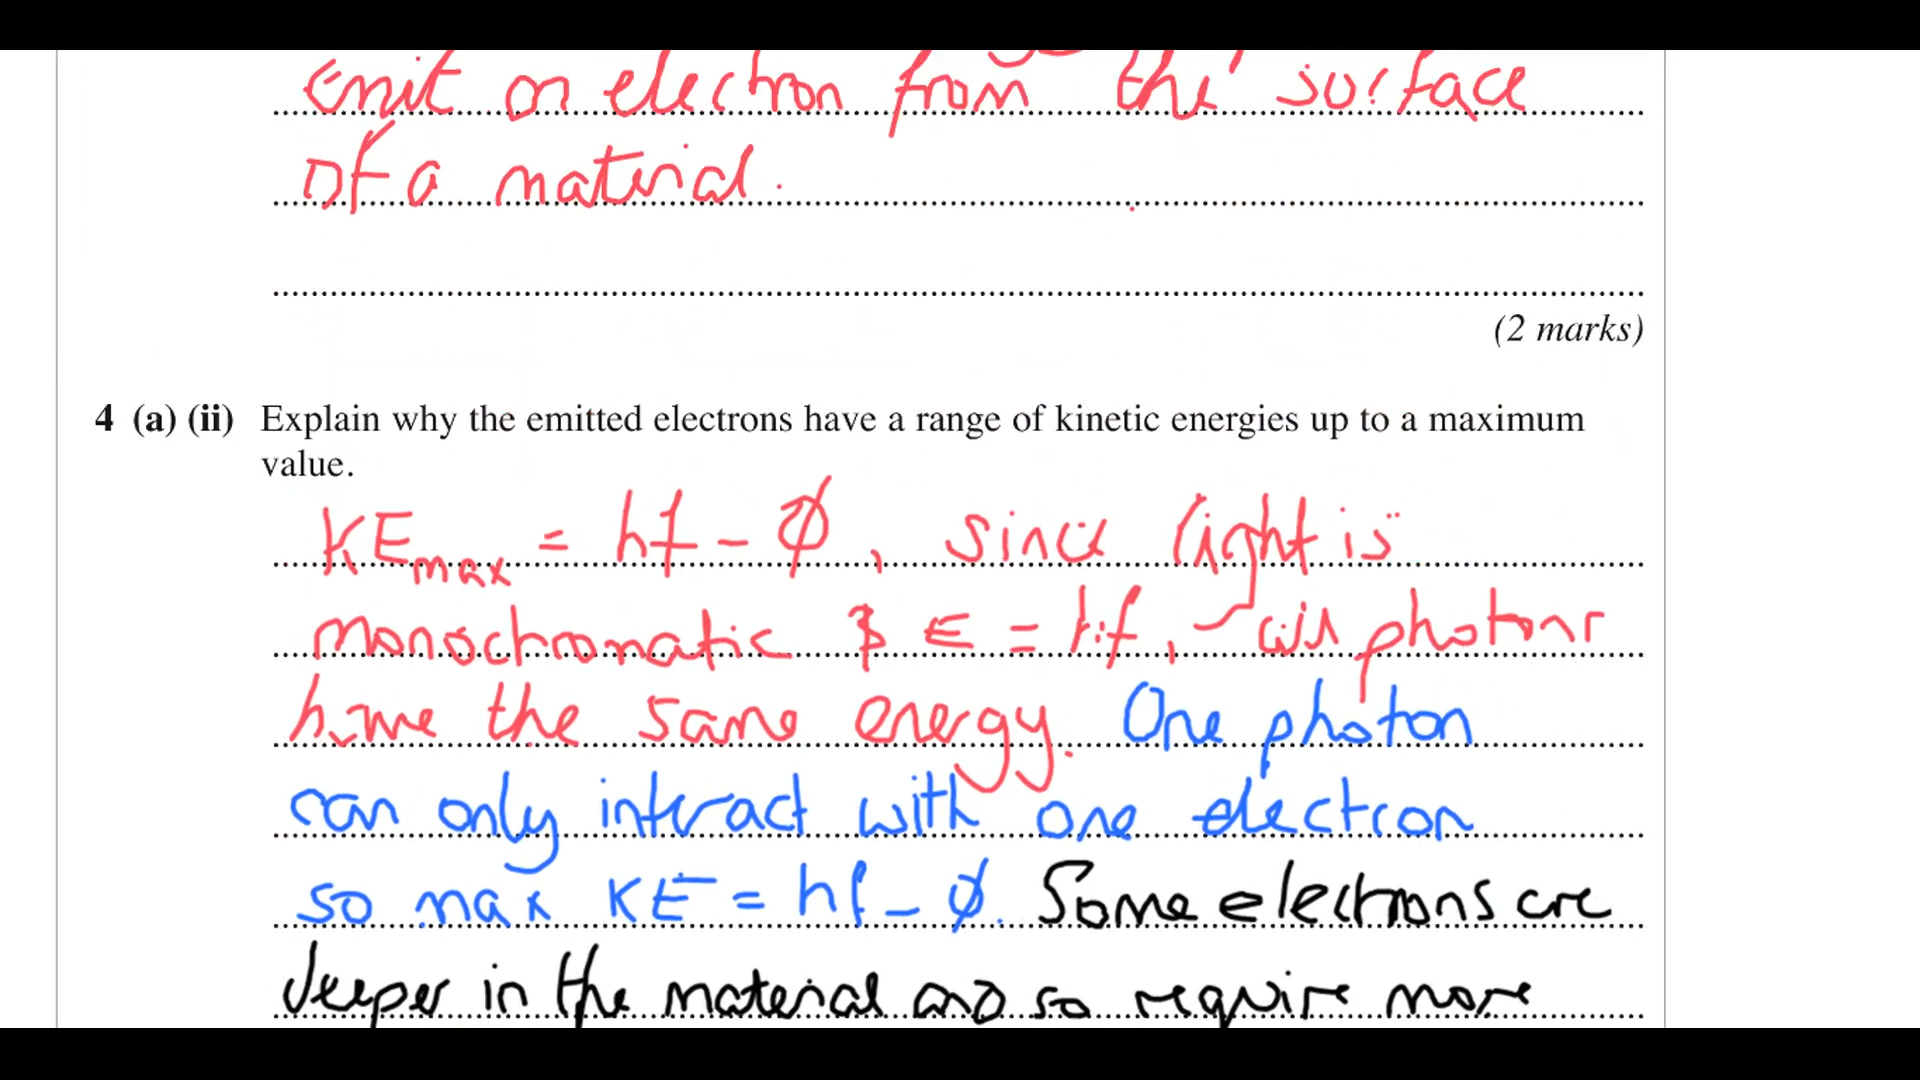 emit an electron from the surface
of a material.
(2 marks)
4 (a) (ii) Explain why the emitted electrons have a range of kinetic energies up to a maximum
value.
KEmax = hf - ϕ, since light is
monochromatic & E = hf, all photons
have the same energy. One photon
can only interact with one electron
so max KE = hf - ϕ. Some electrons are
deeper in the material and so require more